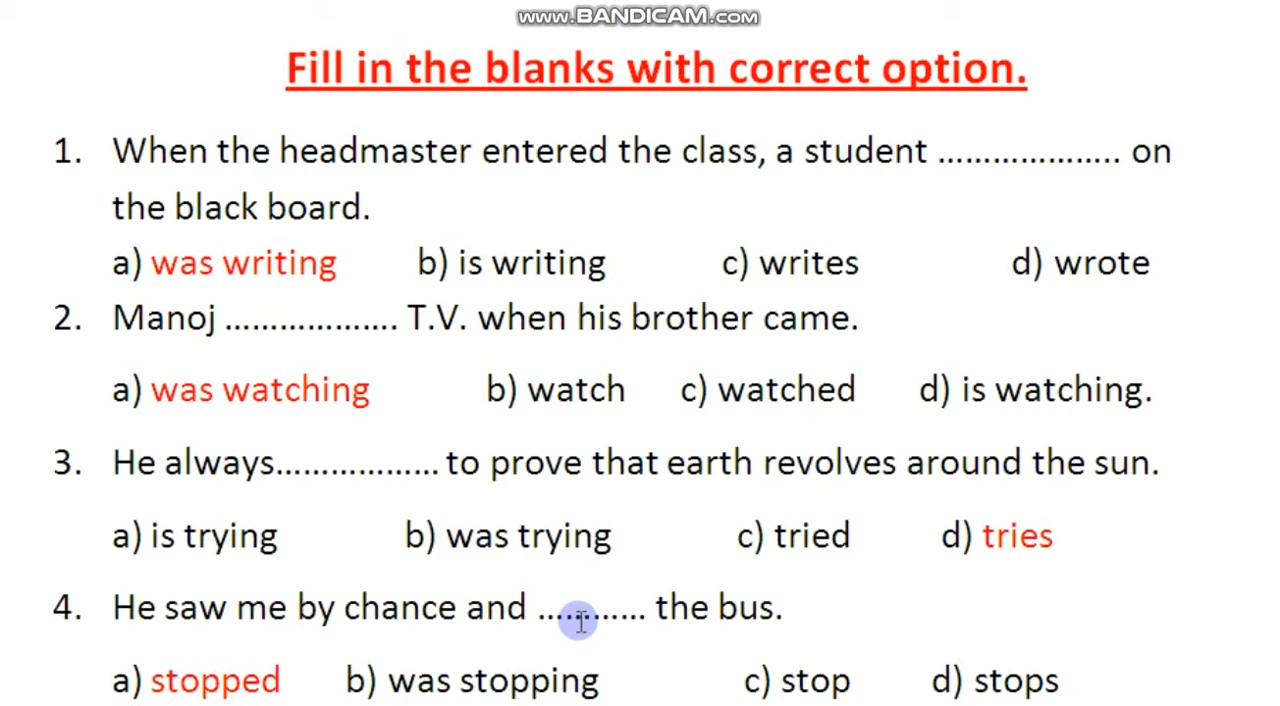 www.BANDICAM.com
Fill in the blanks with correct option.
1. When the headmaster entered the class, a student ……………….. on
the black board.
a) was writing b) is writing c) writes d) wrote
2. Manoj ………………. T.V. when his brother came.
a) was watching b) watch c) watched d) is watching.
3. He always……………… to prove that earth revolves around the sun.
a) is trying b) was trying c) tried d) tries
4. He saw me by chance and ………… the bus.
a) stopped b) was stopping c) stop d) stops